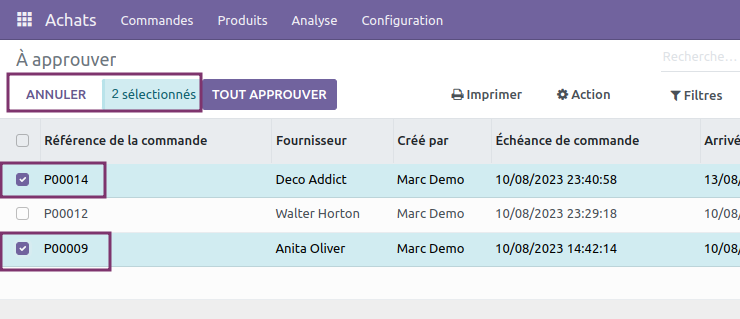 Achats Commandes Produits Analyse Configuration
À approuver Recherche...
ANNULER 2 sélectionnés TOUT APPROUVER Imprimer Action Filtres
Référence de la commande Fournisseur Créé par Échéance de commande Arrivé
P00014 Deco Addict Marc Demo 10/08/2023 23:40:58 13/08/
P00012 Walter Horton Marc Demo 10/08/2023 23:29:18 10/08/
P00009 Anita Oliver Marc Demo 10/08/2023 14:42:14 10/08/